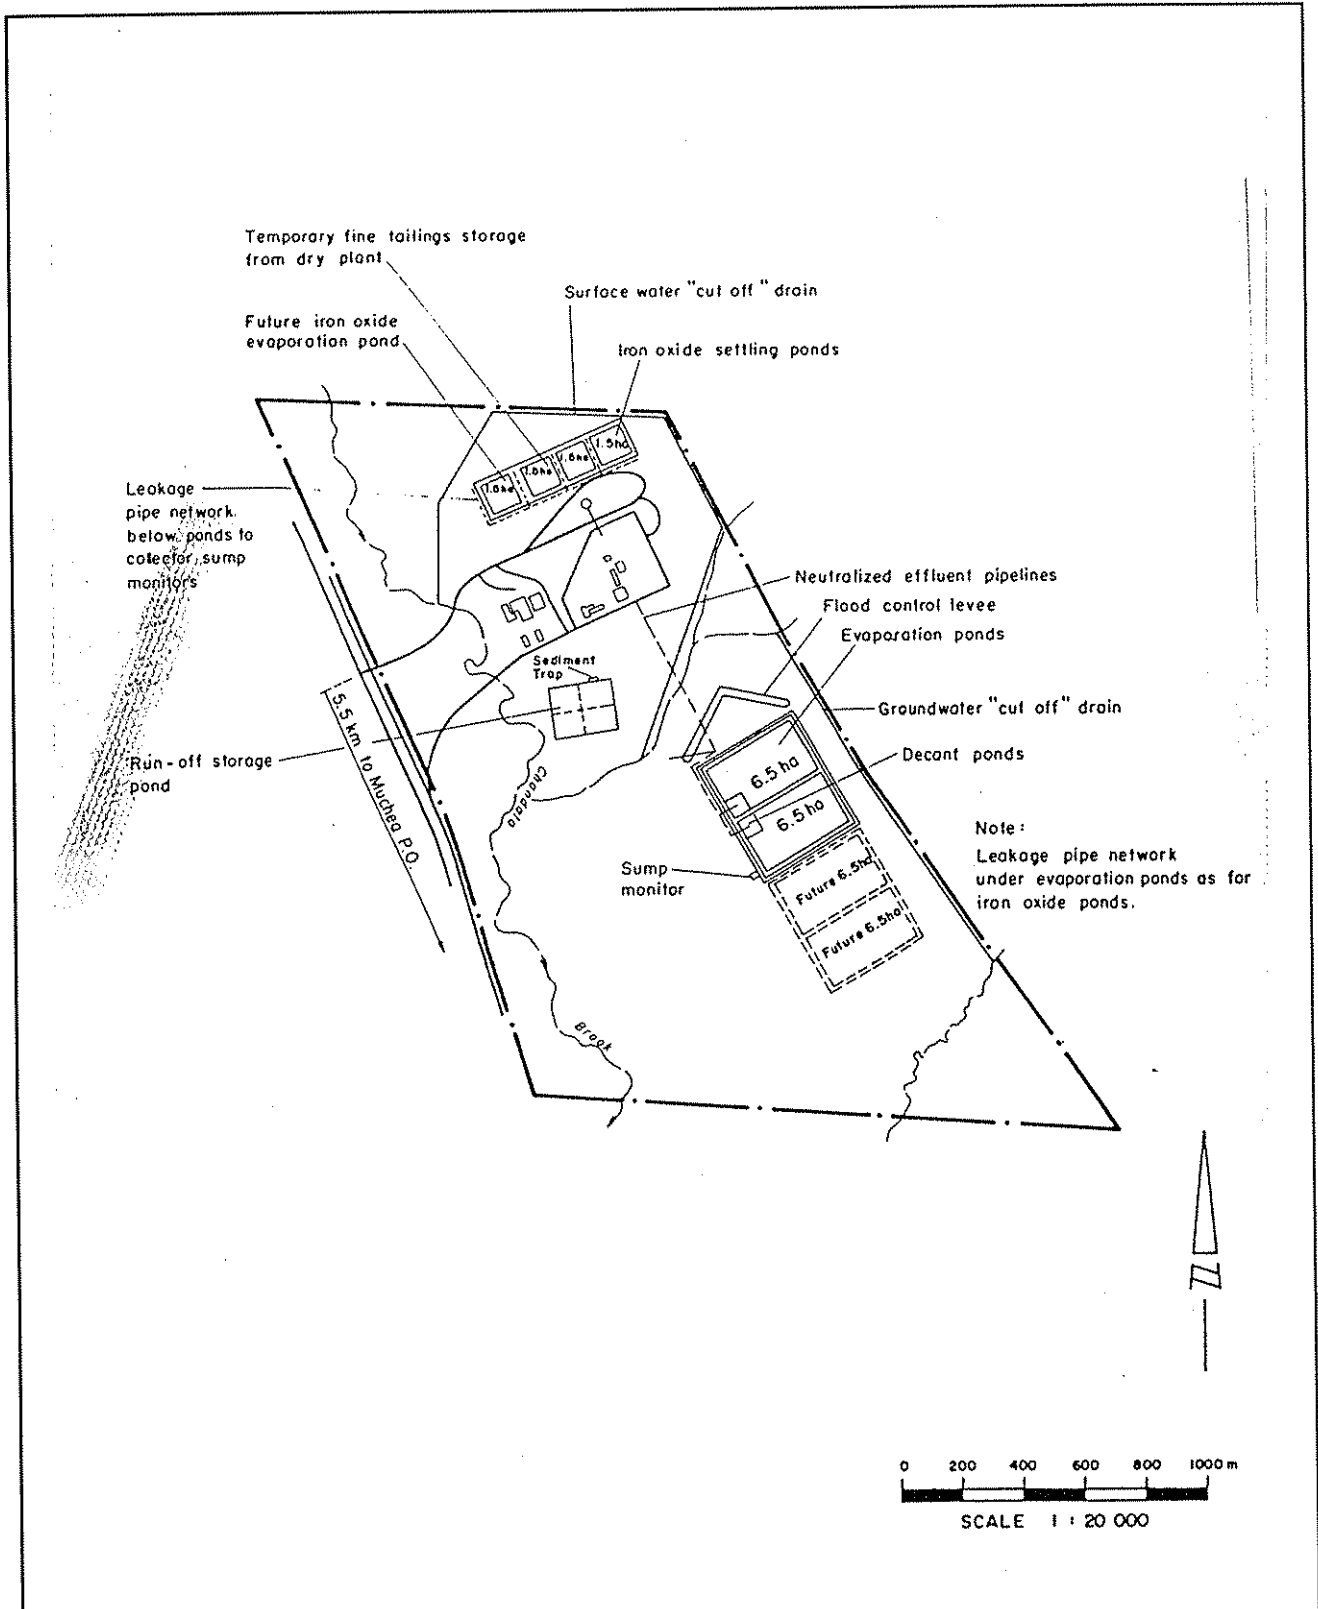 Temporary fine tailings storage
from dry plant
Surface water "cut off" drain
Future iron oxide
evaporation pond
Iron oxide settling ponds
1.5ha
Leakage
pipe network
below ponds to
colector sump
monitors
Neutralized effluent pipelines
Flood control levee
Evaporation ponds
Sediment
Trap
5.5 km to Muchea P.O.
Groundwater "cut off" drain
Run-off storage
pond
Decant ponds
6.5 ha
6.5 ha
Chandala
Note:
Leakage pipe network
under evaporation ponds as for
iron oxide ponds.
Sump
monitor
Future 6.5ha
Future 6.5ha
Brook
N
0 200 400 600 800 1000 m
SCALE 1 : 20 000